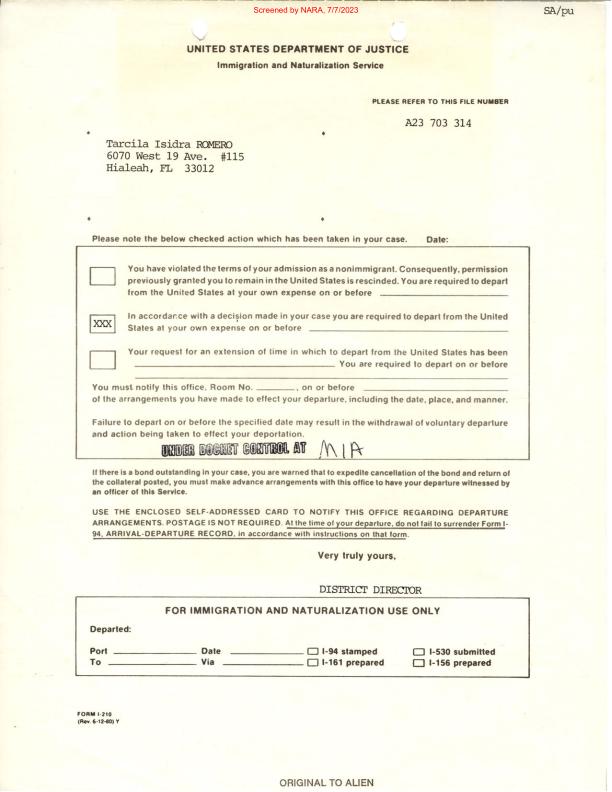 Screened by NARA, 7/7/2023
SA/pu
UNITED STATES DEPARTMENT OF JUSTICE
Immigration and Naturalization Service
PLEASE REFER TO THIS FILE NUMBER
A23 703 314
Tarcila Isidra ROMERO
6070 West 19 Ave. #115
Hialeah, FL 33012
Please note the below checked action which has been taken in your case. Date:
You have violated the terms of your admission as a nonimmigrant. Consequently, permission
previously granted you to remain in the United States is rescinded. You are required to depart
from the United States at your own expense on or before
XXX
In accordance with a decision made in your case you are required to depart from the United
States at your own expense on or before
Your request for an extension of time in which to depart from the United States has been
You are required to depart on or before
You must notify this office, Room No. , on or before
of the arrangements you have made to effect your departure, including the date, place, and manner.
Failure to depart on or before the specified date may result in the withdrawal of voluntary departure
and action being taken to effect your deportation.
UNDER DOCKET CONTROL AT MIA
If there is a bond outstanding in your case, you are warned that to expedite cancellation of the bond and return of
the collateral posted, you must make advance arrangements with this office to have your departure witnessed by
an officer of this Service.
USE THE ENCLOSED SELF-ADDRESSED CARD TO NOTIFY THIS OFFICE REGARDING DEPARTURE
ARRANGEMENTS. POSTAGE IS NOT REQUIRED. At the time of your departure, do not fail to surrender Form I-
94, ARRIVAL-DEPARTURE RECORD, in accordance with instructions on that form.
Very truly yours,
DISTRICT DIRECTOR
FOR IMMIGRATION AND NATURALIZATION USE ONLY
Departed:
Port Date I-94 stamped I-530 submitted
To Via I-161 prepared I-156 prepared
FORM I-210
(Rev. 6-12-80) Y
ORIGINAL TO ALIEN